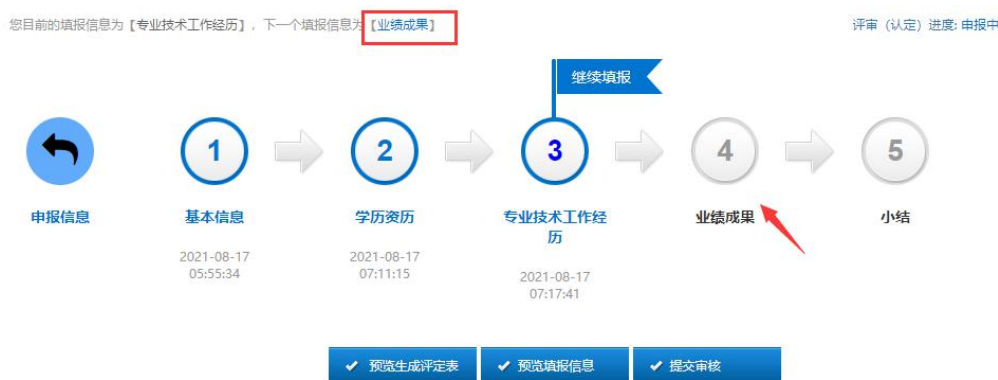 您目前的填报信息为【专业技术工作经历】，下一个填报信息为【业绩成果】
评审（认定）进度: 申报中
继续填报
1
2
3
4
5
申报信息
基本信息
学历资历
专业技术工作经
历
业绩成果
小结
2021-08-17
05:55:34
2021-08-17
07:11:15
2021-08-17
07:17:41
预览生成评定表
预览填报信息
提交审核